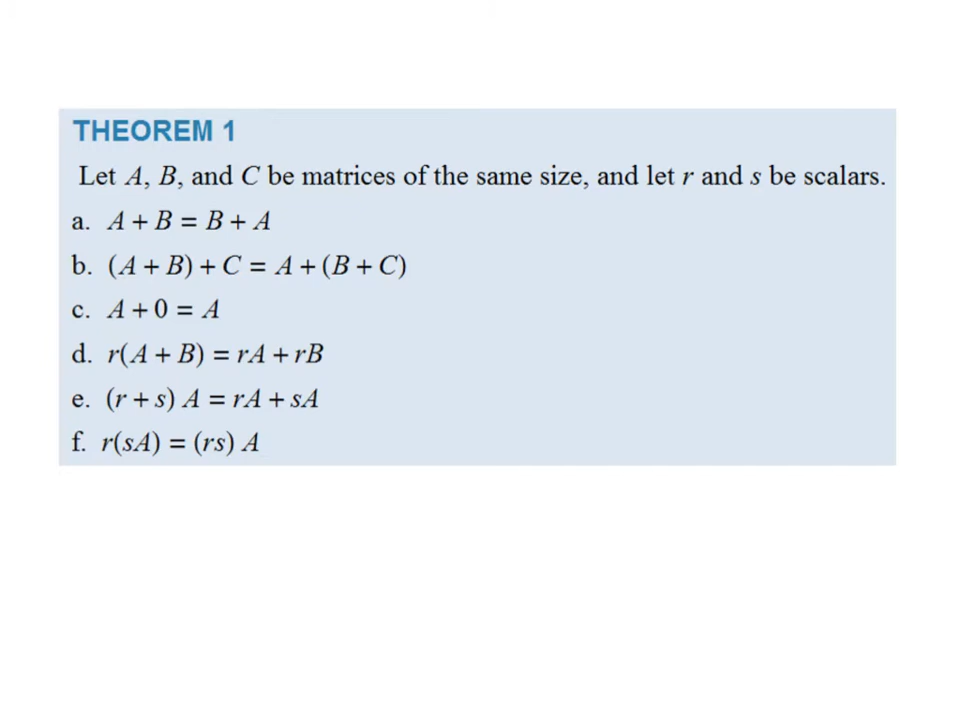 THEOREM 1
Let A, B, and C be matrices of the same size, and let r and s be scalars.
a. A + B = B + A
b. (A + B) + C = A + (B + C)
c. A + 0 = A
d. r(A + B) = rA + rB
e. (r + s) A = rA + sA
f. r(sA) = (rs) A